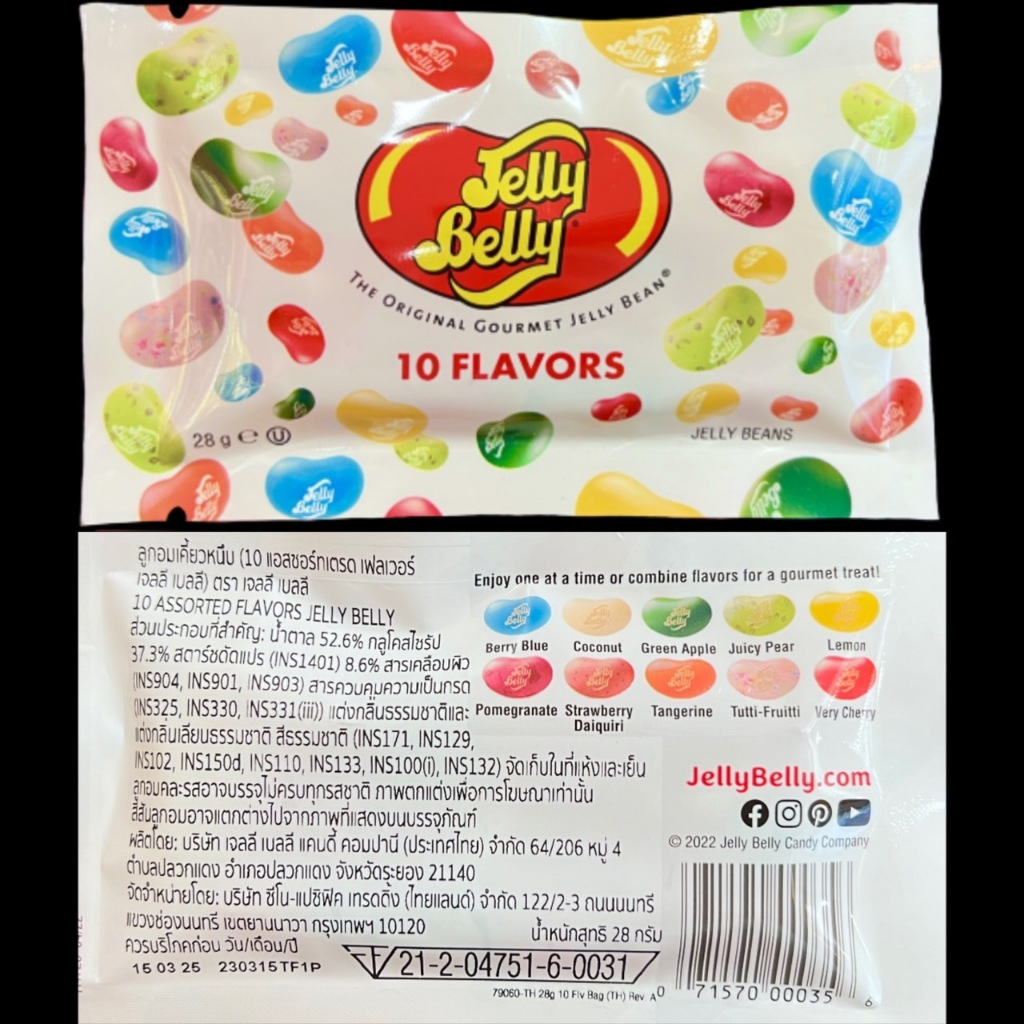 Jelly
Belly®
THE ORIGINAL GOURMET JELLY BEAN®
10 FLAVORS
28 g e U
JELLY BEANS
ลูกอมเคี้ยวหนึบ (10 แอสซอร์ทเตรด เฟลเวอร์
เจลลี เบลลี) ตรา เจลลี เบลลี
10 ASSORTED FLAVORS JELLY BELLY
ส่วนประกอบที่สำคัญ: น้ำตาล 52.6% กลูโคสไซรัป
37.3% สตาร์ชดัดแปร (INS1401) 8.6% สารเคลือบผิว
(INS904, INS901, INS903) สารควบคุมความเป็นกรด
(INS325, INS330, INS331(iii)) แต่งกลิ่นธรรมชาติและ
แต่งกลิ่นเลียนธรรมชาติ สีธรรมชาติ (INS171, INS129,
INS102, INS150d, INS110, INS133, INS100(i), INS132) จัดเก็บในที่แห้งและเย็น
ลูกอมคละรสอาจบรรจุไม่ครบทุกรสชาติ ภาพตกแต่งเพื่อการโฆษณาเท่านั้น
สีสันลูกอมอาจแตกต่างไปจากภาพที่แสดงบนบรรจุภัณฑ์
ผลิตโดย: บริษัท เจลลี เบลลี แคนดี้ คอมปานี (ประเทศไทย) จำกัด 64/206 หมู่ 4
ตำบลปลวกแดง อำเภอปลวกแดง จังหวัดระยอง 21140
จัดจำหน่ายโดย: บริษัท ซีโน-แปซิฟิค เทรดดิ้ง (ไทยแลนด์) จำกัด 122/2-3 ถนนนนทรี
แขวงช่องนนทรี เขตยานนาวา กรุงเทพฯ 10120
น้ำหนักสุทธิ 28 กรัม
ควรบริโภคก่อน วัน/เดือน/ปี
15 03 25 230315TF1P
21-2-04751-6-0031
79060-TH 28g 10 Flv Bag (TH) Rev. A
Enjoy one at a time or combine flavors for a gourmet treat!
Berry Blue Coconut Green Apple Juicy Pear Lemon
Pomegranate Strawberry Daiquiri Tangerine Tutti-Fruitti Very Cherry
JellyBelly.com
© 2022 Jelly Belly Candy Company
0 71570 00035 6